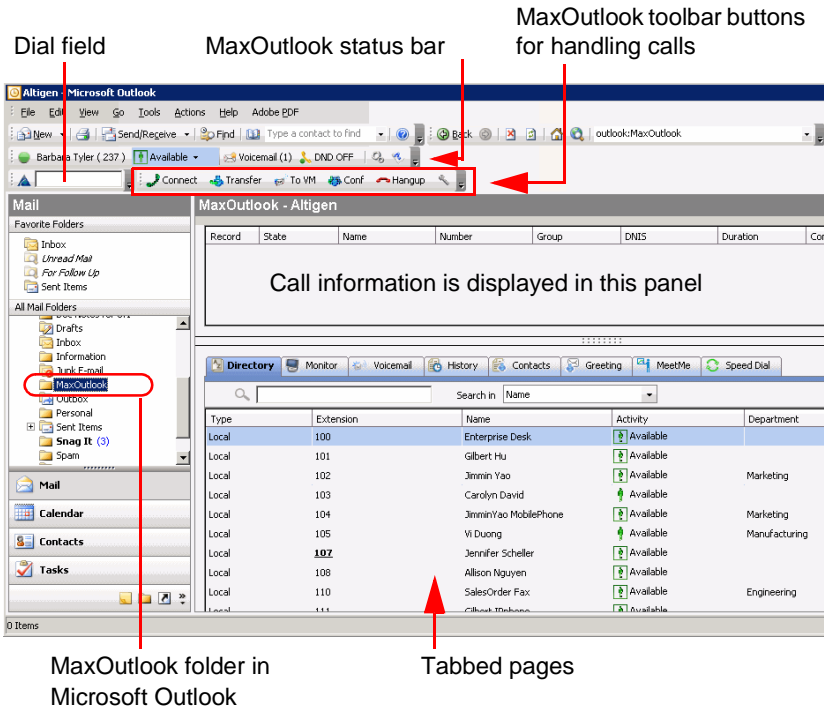 MaxOutlook toolbar buttons
for handling calls
Dial field
MaxOutlook status bar
Altigen - Microsoft Outlook
File Edit View Go Tools Actions Help Adobe PDF
New Send/Receive Find Type a contact to find Back outlook:MaxOutlook
Barbara Tyler ( 237 ) Available Voicemail (1) DND OFF
Connect Transfer To VM Conf Hangup
Mail
MaxOutlook - Altigen
Favorite Folders
Inbox
Unread Mail
For Follow Up
Sent Items
All Mail Folders
Drafts
Inbox
Information
Junk E-mail
MaxOutlook
Outbox
Personal
Sent Items
Snag It (3)
Spam
Mail
Calendar
Contacts
Tasks
Record State Name Number Group DNIS Duration
Call information is displayed in this panel
Directory Monitor Voicemail History Contacts Greeting MeetMe Speed Dial
Search in Name
Type Extension Name Activity Department
Local 100 Enterprise Desk Available
Local 101 Gilbert Hu Available
Local 102 Jimmin Yao Available Marketing
Local 103 Carolyn David Available
Local 104 JimminYao MobilePhone Available Marketing
Local 105 Vi Duong Available Manufacturing
Local 107 Jennifer Scheller Available
Local 108 Allison Nguyen Available
Local 110 SalesOrder Fax Available Engineering
Local 111 Gilbert IPphone Available
0 Items
MaxOutlook folder in
Microsoft Outlook
Tabbed pages